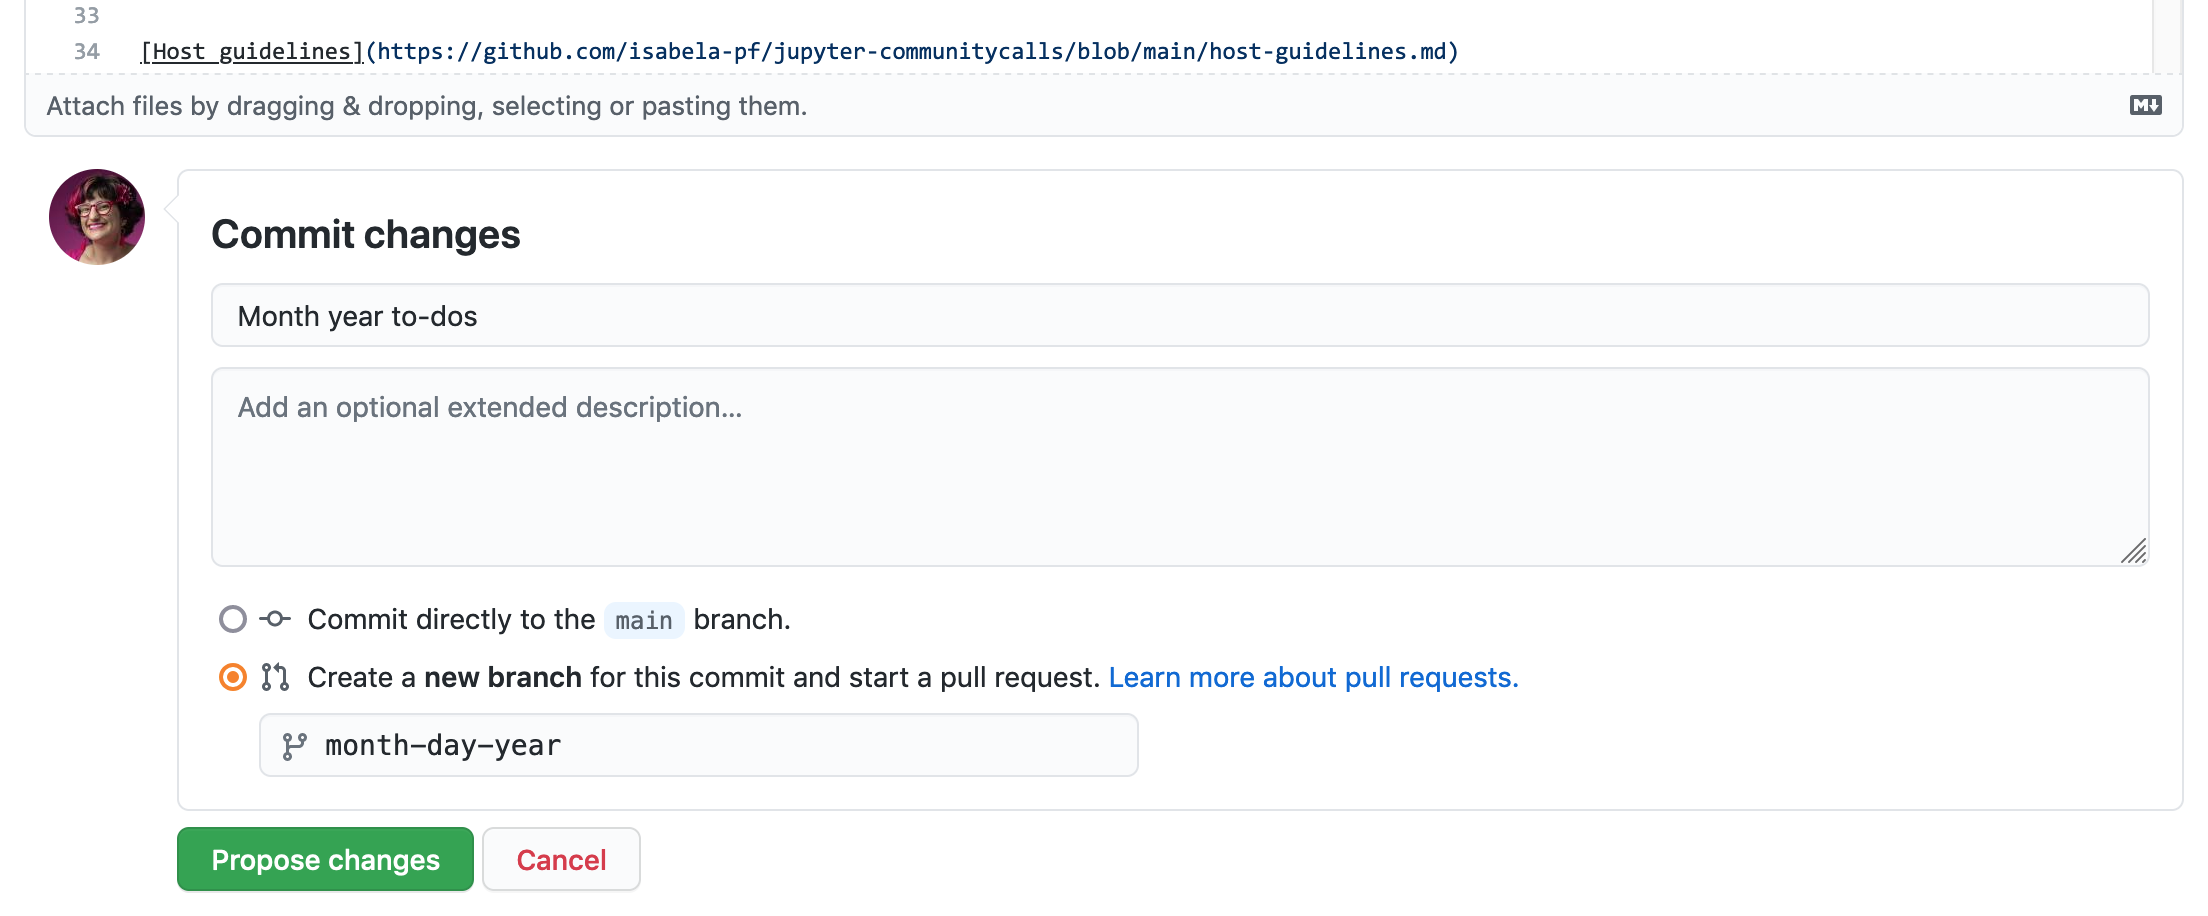 33
34 [Host guidelines](https://github.com/isabela-pf/jupyter-communitycalls/blob/main/host-guidelines.md)
Attach files by dragging & dropping, selecting or pasting them.
M
Commit changes
Month year to-dos
Add an optional extended description...
Commit directly to the main branch.
Create a new branch for this commit and start a pull request. Learn more about pull requests.
month-day-year
Propose changes Cancel